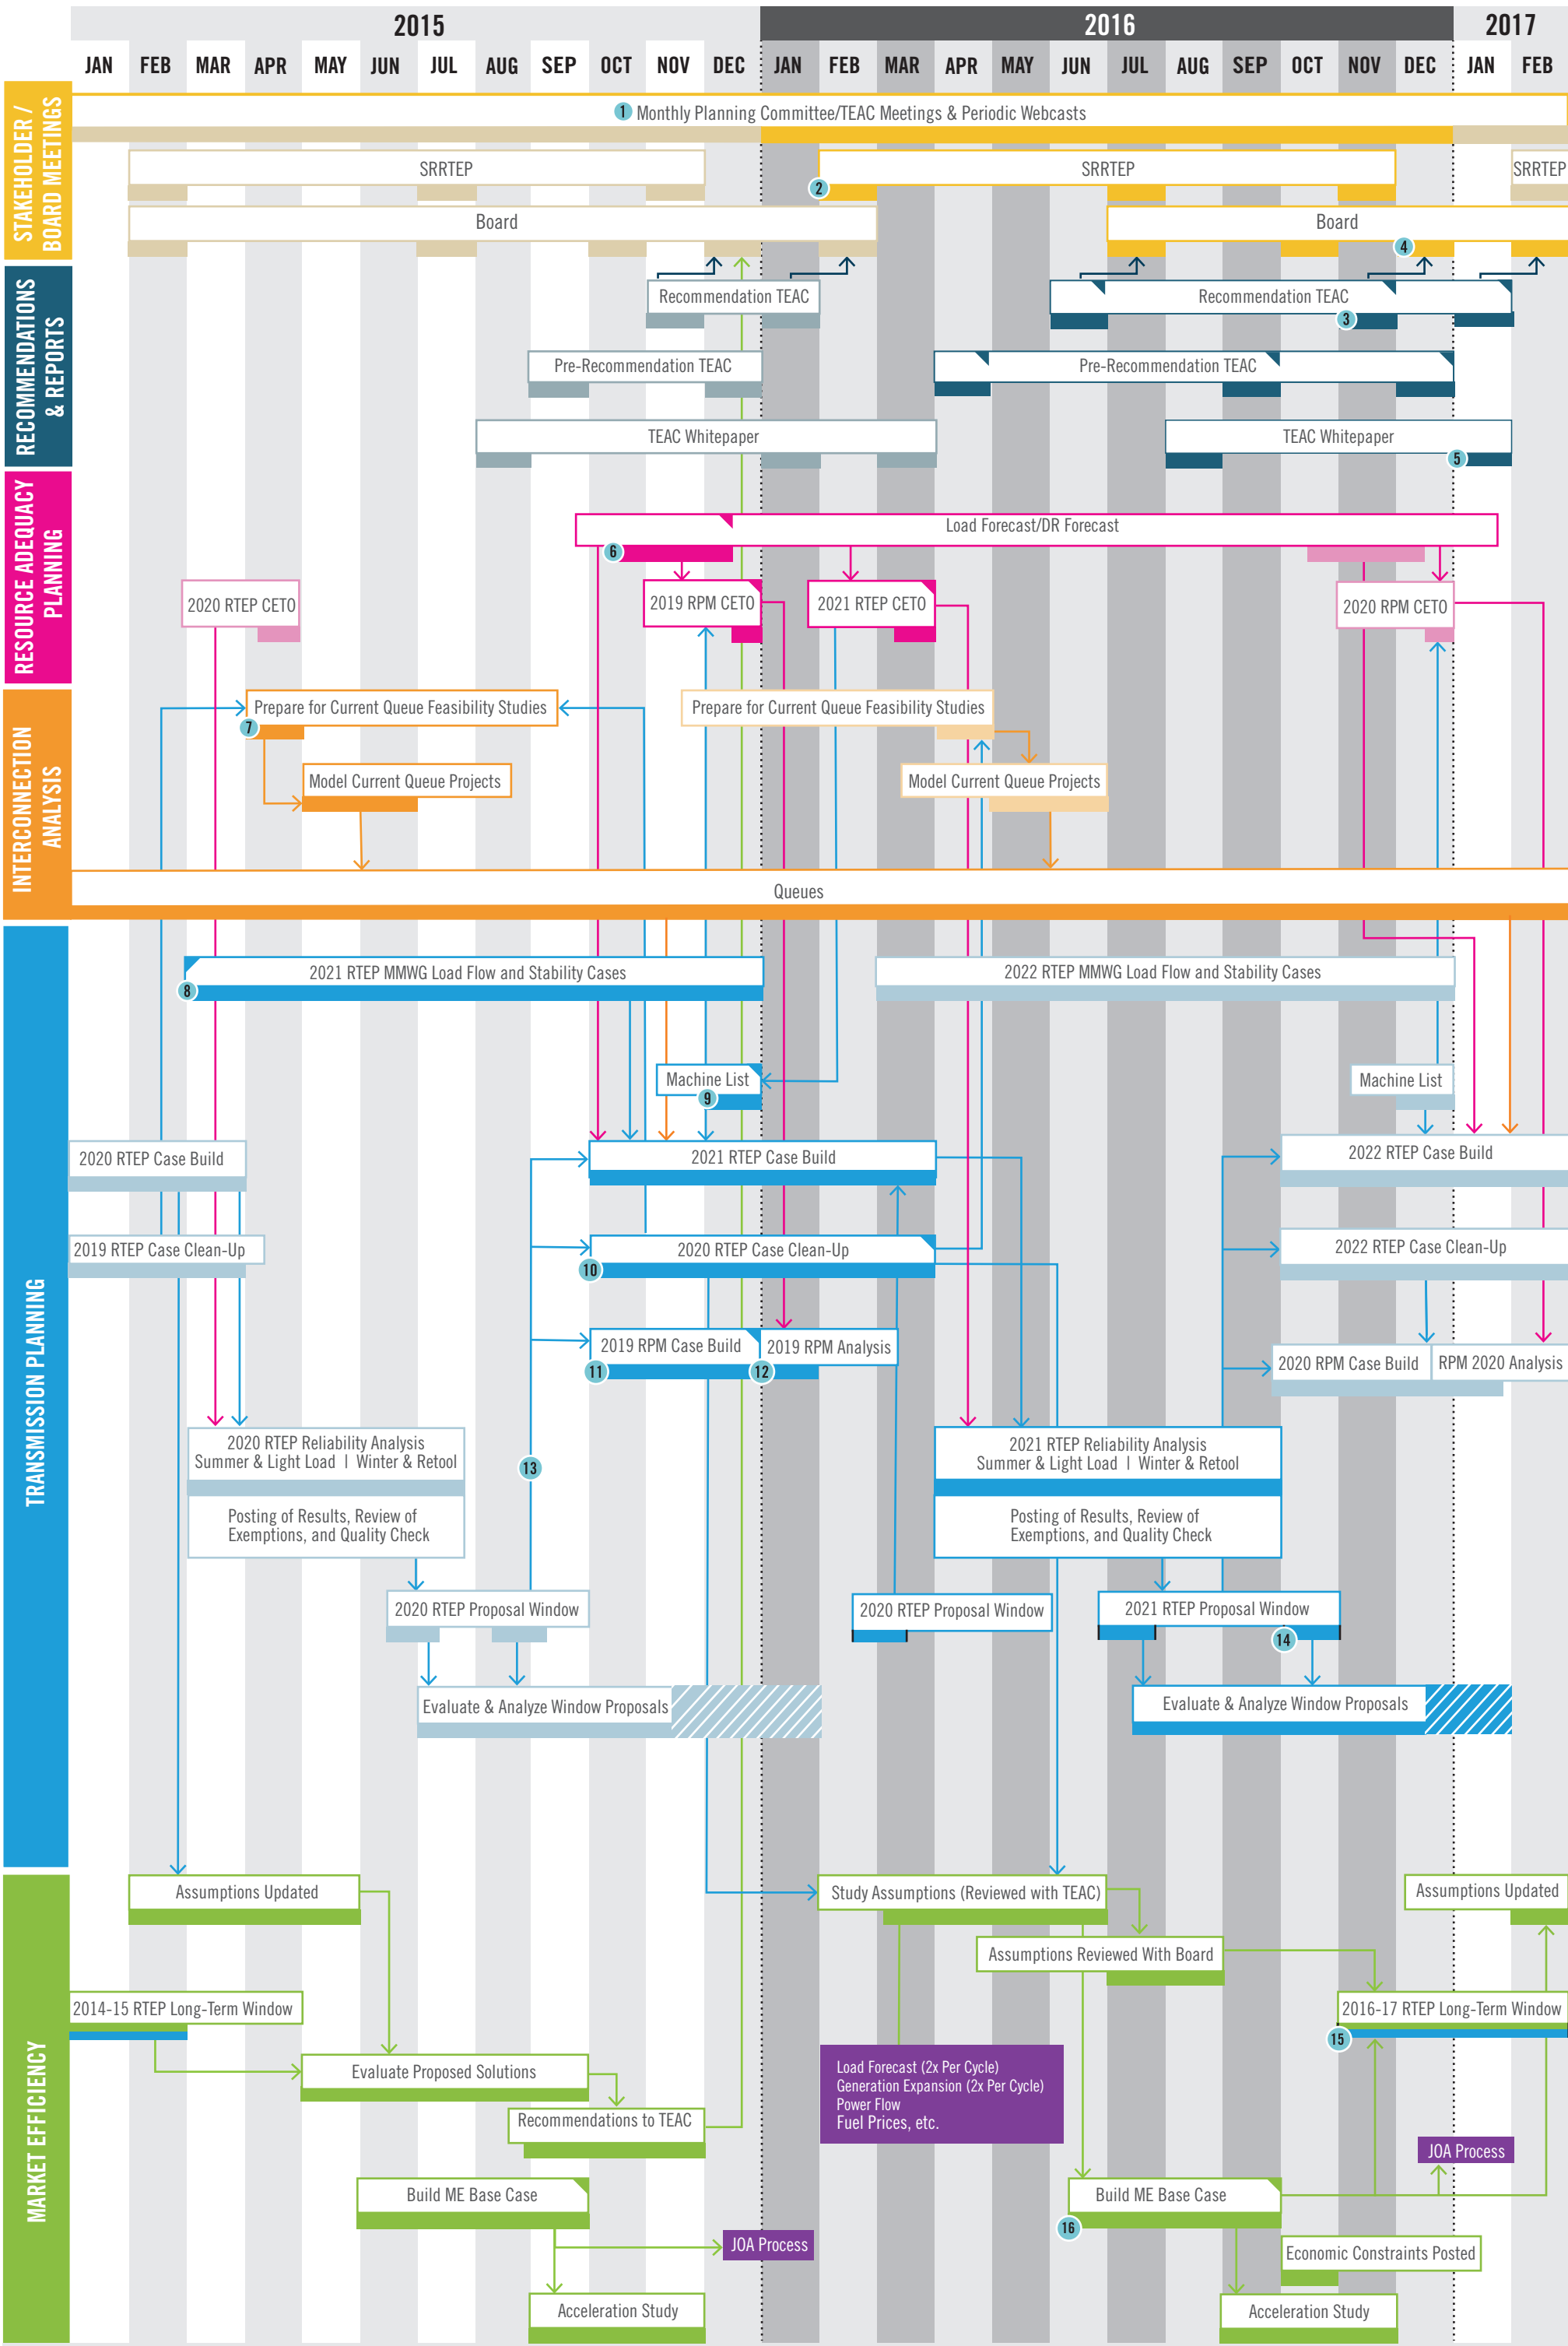 2015
2016
2017
JAN FEB MAR APR MAY JUN JUL AUG SEP OCT NOV DEC JAN FEB MAR APR MAY JUN JUL AUG SEP OCT NOV DEC JAN FEB
STAKEHOLDER /
BOARD MEETINGS
1 Monthly Planning Committee/TEAC Meetings & Periodic Webcasts
SRRTEP
SRRTEP
SRRTEP
2
Board
Board
4
RECOMMENDATIONS
& REPORTS
Recommendation TEAC
Recommendation TEAC
3
Pre-Recommendation TEAC
Pre-Recommendation TEAC
TEAC Whitepaper
TEAC Whitepaper
5
RESOURCE ADEQUACY
PLANNING
Load Forecast/DR Forecast
6
2020 RTEP CETO
2019 RPM CETO
2021 RTEP CETO
2020 RPM CETO
INTERCONNECTION
ANALYSIS
Prepare for Current Queue Feasibility Studies
Prepare for Current Queue Feasibility Studies
7
Model Current Queue Projects
Model Current Queue Projects
Queues
TRANSMISSION PLANNING
2021 RTEP MMWG Load Flow and Stability Cases
2022 RTEP MMWG Load Flow and Stability Cases
8
Machine List
Machine List
9
2020 RTEP Case Build
2021 RTEP Case Build
2022 RTEP Case Build
2019 RTEP Case Clean-Up
2020 RTEP Case Clean-Up
2022 RTEP Case Clean-Up
10
2019 RPM Case Build
2019 RPM Analysis
2020 RPM Case Build
RPM 2020 Analysis
11
12
2020 RTEP Reliability Analysis
Summer & Light Load | Winter & Retool
2021 RTEP Reliability Analysis
Summer & Light Load | Winter & Retool
13
Posting of Results, Review of
Exemptions, and Quality Check
Posting of Results, Review of
Exemptions, and Quality Check
2020 RTEP Proposal Window
2020 RTEP Proposal Window
2021 RTEP Proposal Window
14
Evaluate & Analyze Window Proposals
Evaluate & Analyze Window Proposals
MARKET EFFICIENCY
Assumptions Updated
Study Assumptions (Reviewed with TEAC)
Assumptions Updated
Assumptions Reviewed With Board
2014-15 RTEP Long-Term Window
2016-17 RTEP Long-Term Window
15
Evaluate Proposed Solutions
Load Forecast (2x Per Cycle)
Generation Expansion (2x Per Cycle)
Power Flow
Fuel Prices, etc.
Recommendations to TEAC
JOA Process
Build ME Base Case
Build ME Base Case
16
JOA Process
Economic Constraints Posted
Acceleration Study
Acceleration Study